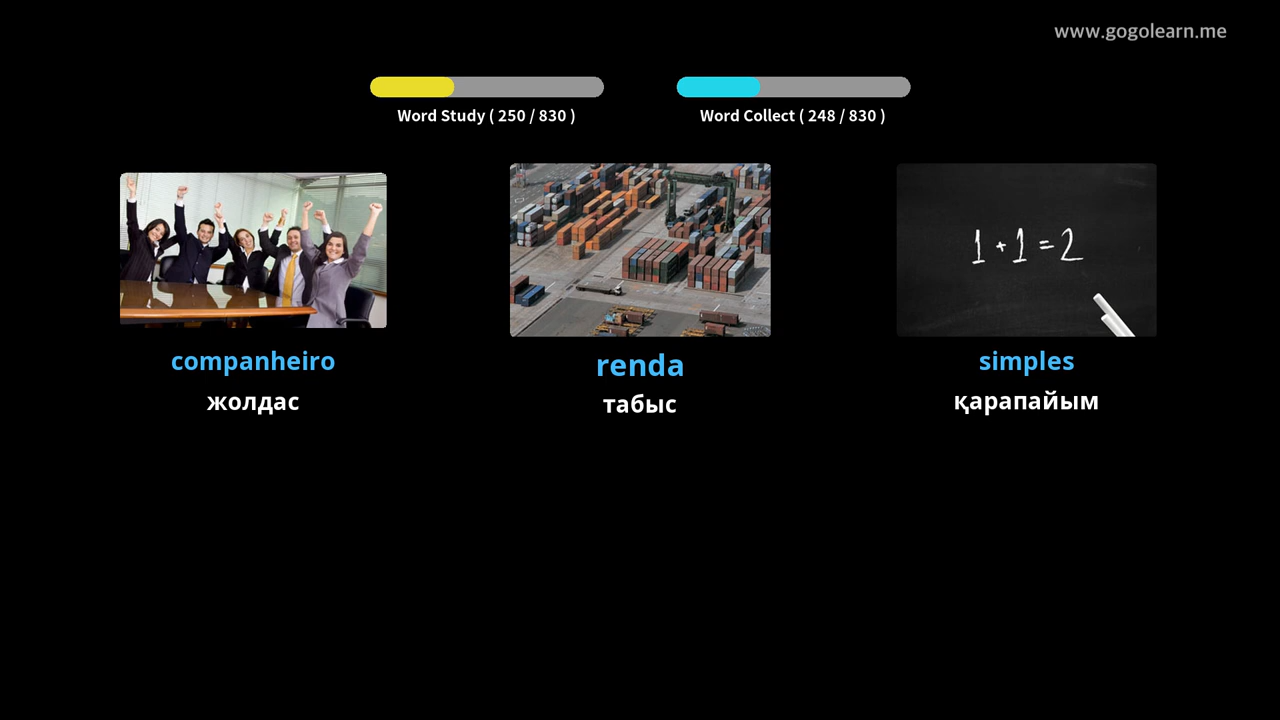 www.gogolearn.me
Word Study ( 250 / 830 )
Word Collect ( 248 / 830 )
1 + 1 = 2
companheiro
renda
simples
жолдас
табыс
қарапайым